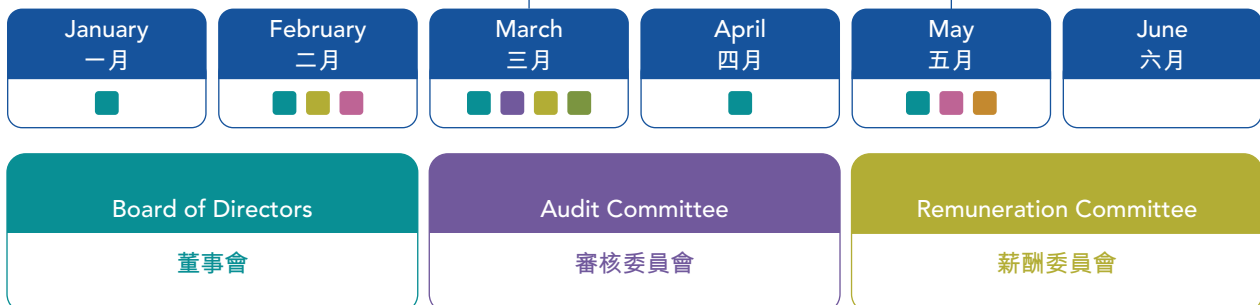 January
一月
February
二月
March
三月
April
四月
May
五月
June
六月
Board of Directors
董事會
Audit Committee
審核委員會
Remuneration Committee
薪酬委員會